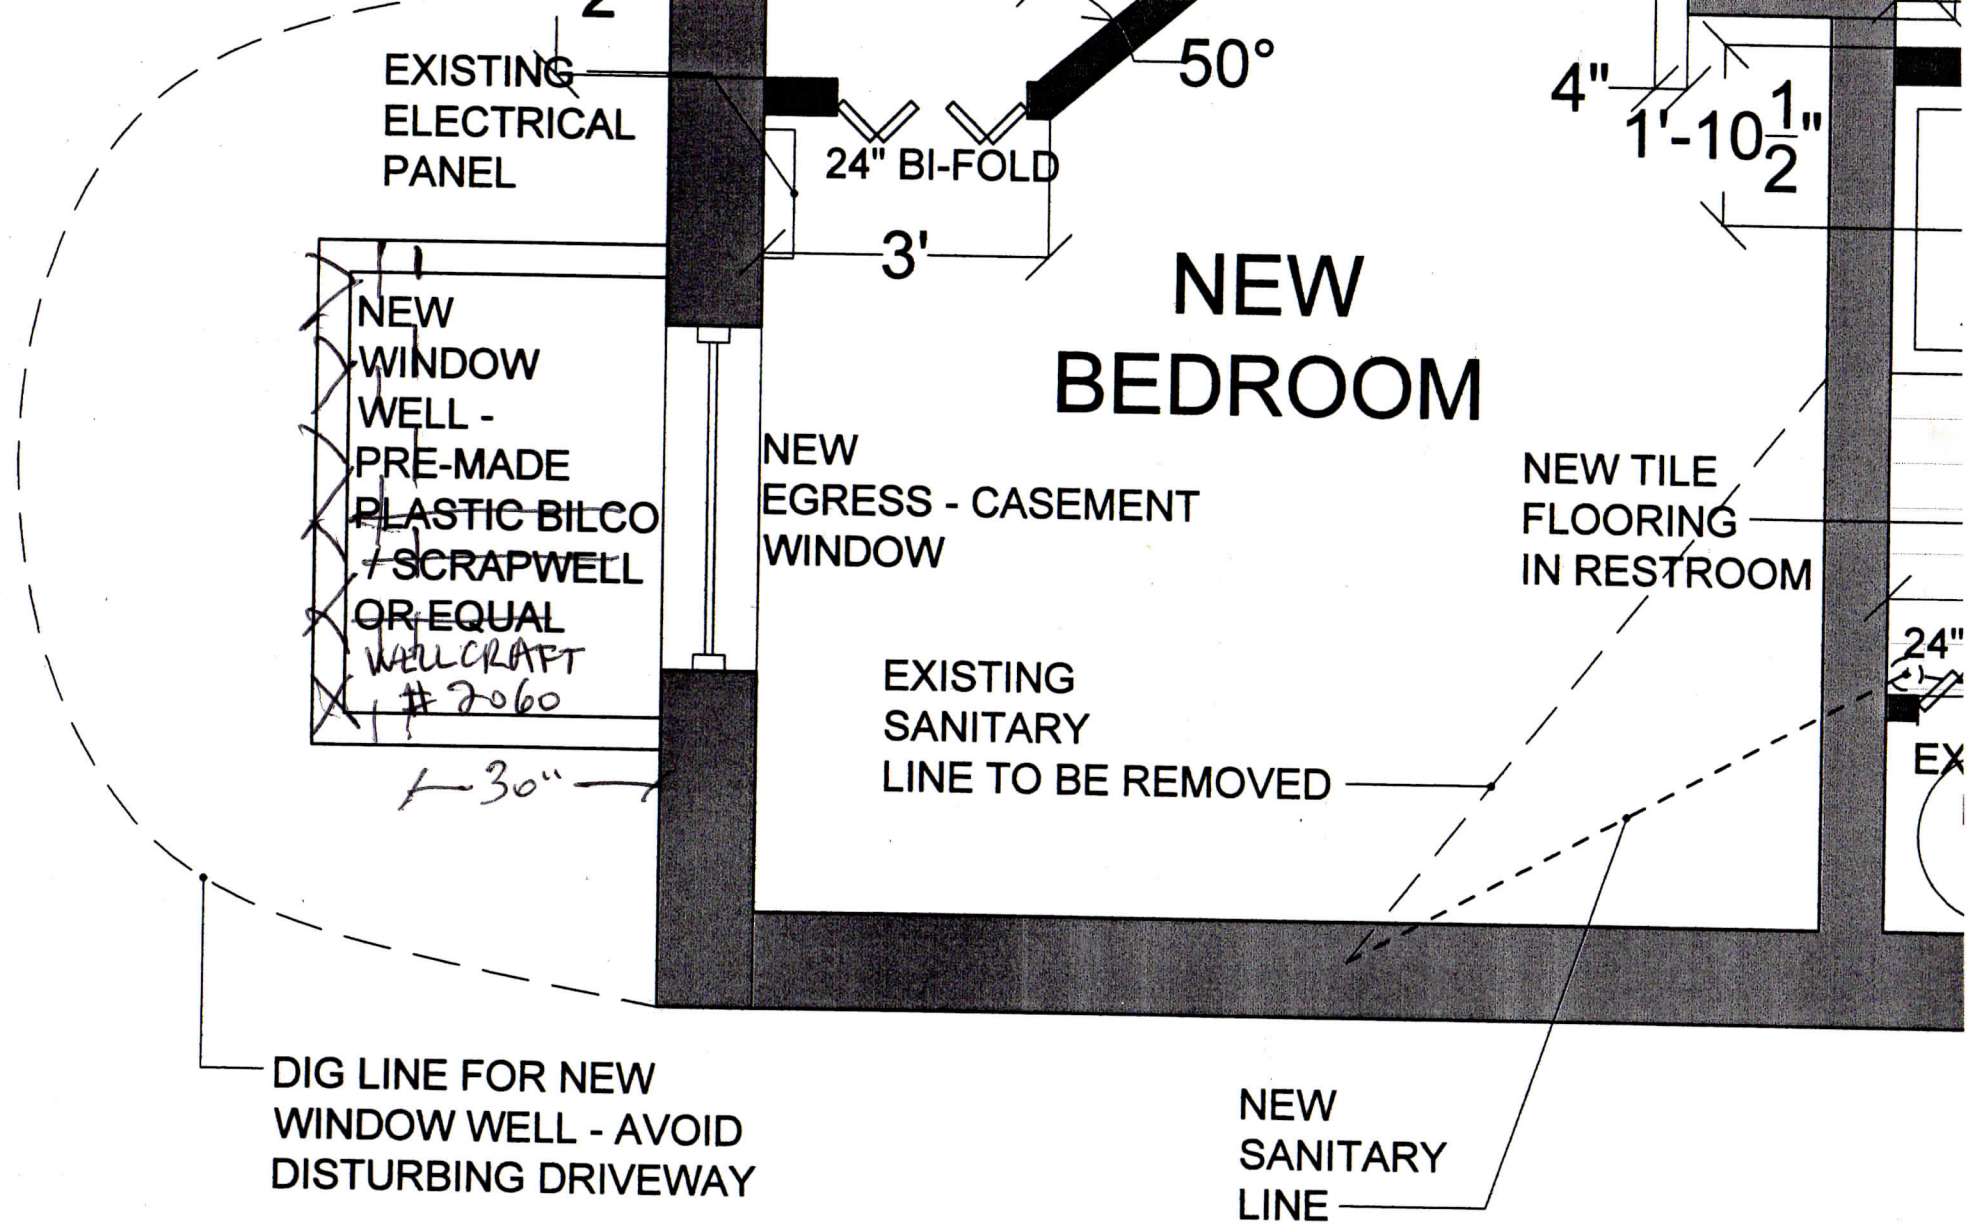 2
EXISTING
ELECTRICAL
PANEL
50°
4"
1'-10 1/2"
24" BI-FOLD
3'
NEW
BEDROOM
NEW
WINDOW
WELL -
PRE-MADE
PLASTIC BILCO
/ SCRAPWELL
OR EQUAL
WELLCRAFT
# 2060
30"
NEW
EGRESS - CASEMENT
WINDOW
NEW TILE
FLOORING
IN RESTROOM
24"
EX
EXISTING
SANITARY
LINE TO BE REMOVED
DIG LINE FOR NEW
WINDOW WELL - AVOID
DISTURBING DRIVEWAY
NEW
SANITARY
LINE